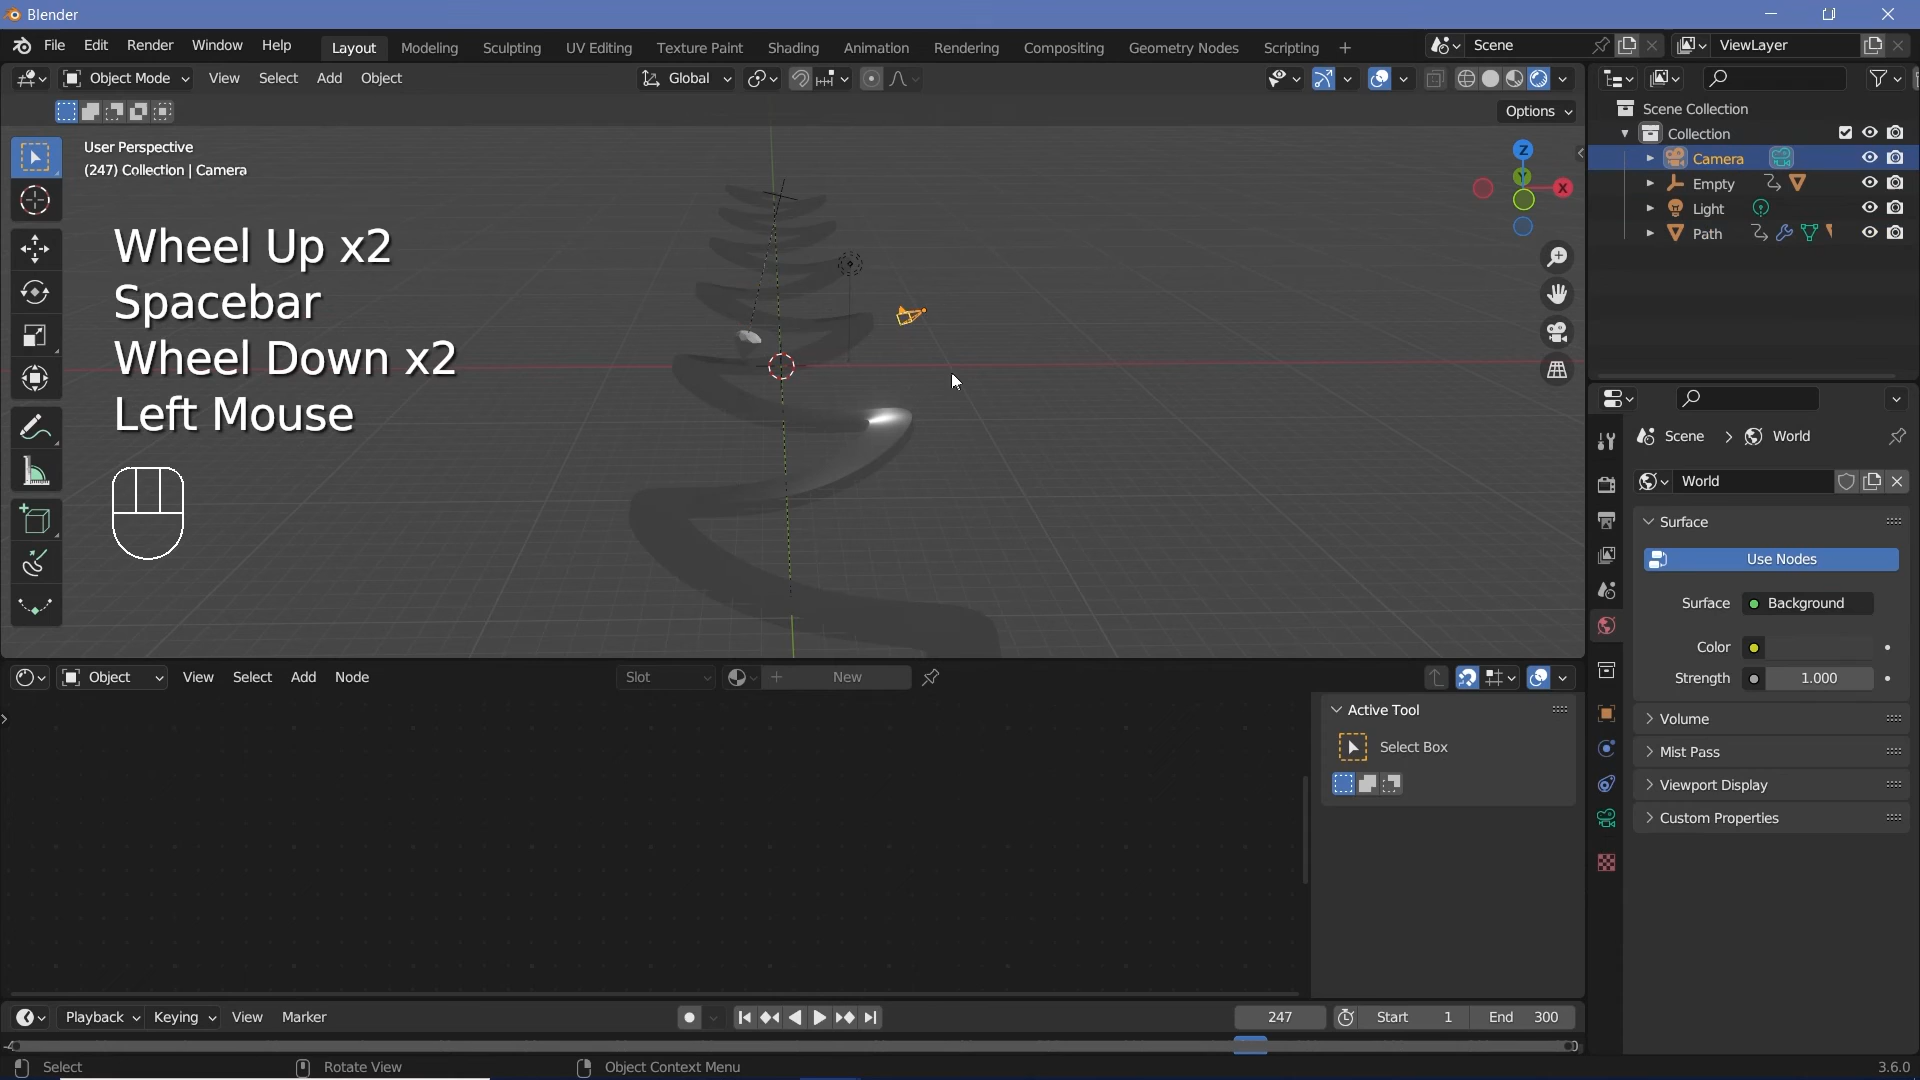 Blender
File Edit Render Window Help Layout Modeling Sculpting UV Editing Texture Paint Shading Animation Rendering Compositing Geometry Nodes Scripting + Scene ViewLayer
Object Mode View Select Add Object Global
Options
User Perspective
(247) Collection | Camera
Z
Y
X
Wheel Up x2
Spacebar
Wheel Down x2
Left Mouse
Scene Collection
Collection
Camera
Empty
Light
Path
Scene > World
World
Surface
Use Nodes
Surface Background
Color
Strength 1.000
Volume
Mist Pass
Viewport Display
Custom Properties
Object View Select Add Node Slot New
Active Tool
Select Box
Playback Keying View Marker 247 Start 1 End 300
Select Rotate View Object Context Menu 3.6.0